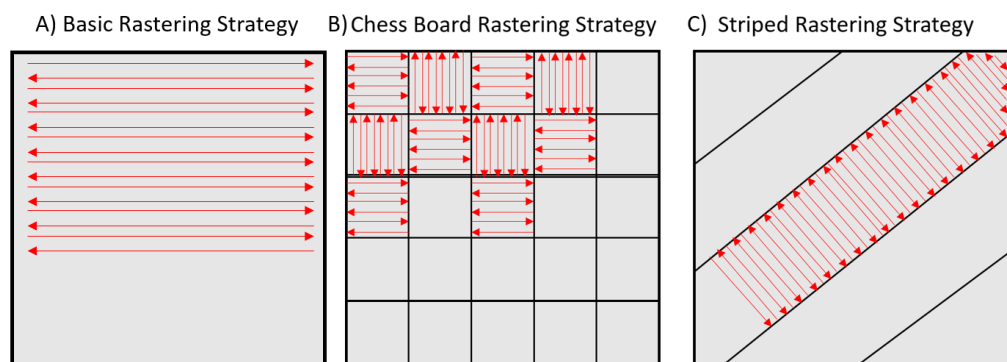 A) Basic Rastering Strategy
B) Chess Board Rastering Strategy
C) Striped Rastering Strategy